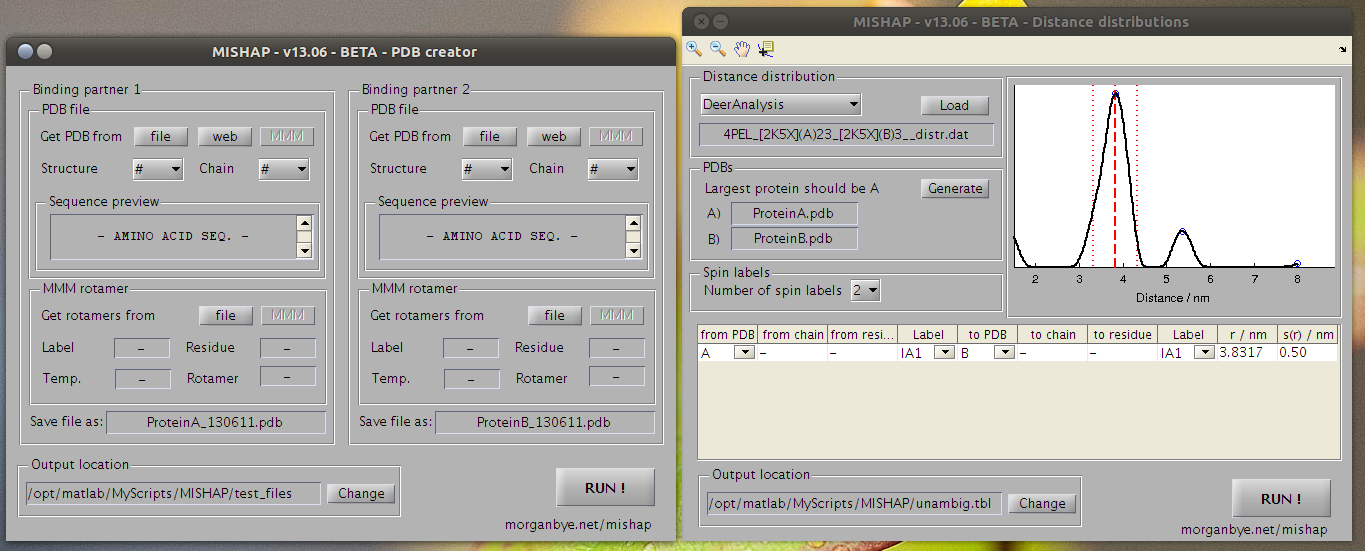 MISHAP - v13.06 - BETA - PDB creator
Binding partner 1
PDB file
Get PDB from file web MMM
Structure # Chain #
Sequence preview
- AMINO ACID SEQ. -
MMM rotamer
Get rotamers from file MMM
Label - Residue -
Temp. - Rotamer -
Save file as: ProteinA_130611.pdb
Binding partner 2
PDB file
Get PDB from file web MMM
Structure # Chain #
Sequence preview
- AMINO ACID SEQ. -
MMM rotamer
Get rotamers from file MMM
Label - Residue -
Temp. - Rotamer -
Save file as: ProteinB_130611.pdb
Output location
/opt/matlab/MyScripts/MISHAP/test_files Change
RUN !
morganbye.net/mishap
MISHAP - v13.06 - BETA - Distance distributions
Distance distribution
DeerAnalysis Load
4PEL_[2K5X](A)23_[2K5X](B)3__distr.dat
PDBs
Largest protein should be A Generate
A) ProteinA.pdb
B) ProteinB.pdb
Spin labels
Number of spin labels 2
2 3 4 5 6 7 8
Distance / nm
from PDB from chain from resi... Label to PDB to chain to residue Label r / nm s(r) / nm
A - - IA1 B - - IA1 3.8317 0.50
Output location
/opt/matlab/MyScripts/MISHAP/unambig.tbl Change
RUN !
morganbye.net/mishap